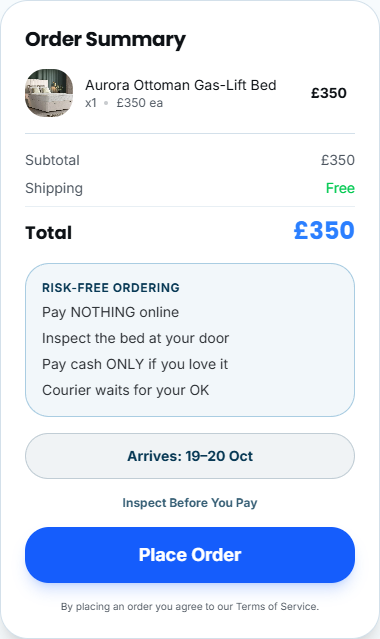 Order Summary
Aurora Ottoman Gas-Lift Bed
£350
x1 • £350 ea
Subtotal £350
Shipping Free
Total £350
RISK-FREE ORDERING
Pay NOTHING online
Inspect the bed at your door
Pay cash ONLY if you love it
Courier waits for your OK
Arrives: 19–20 Oct
Inspect Before You Pay
Place Order
By placing an order you agree to our Terms of Service.